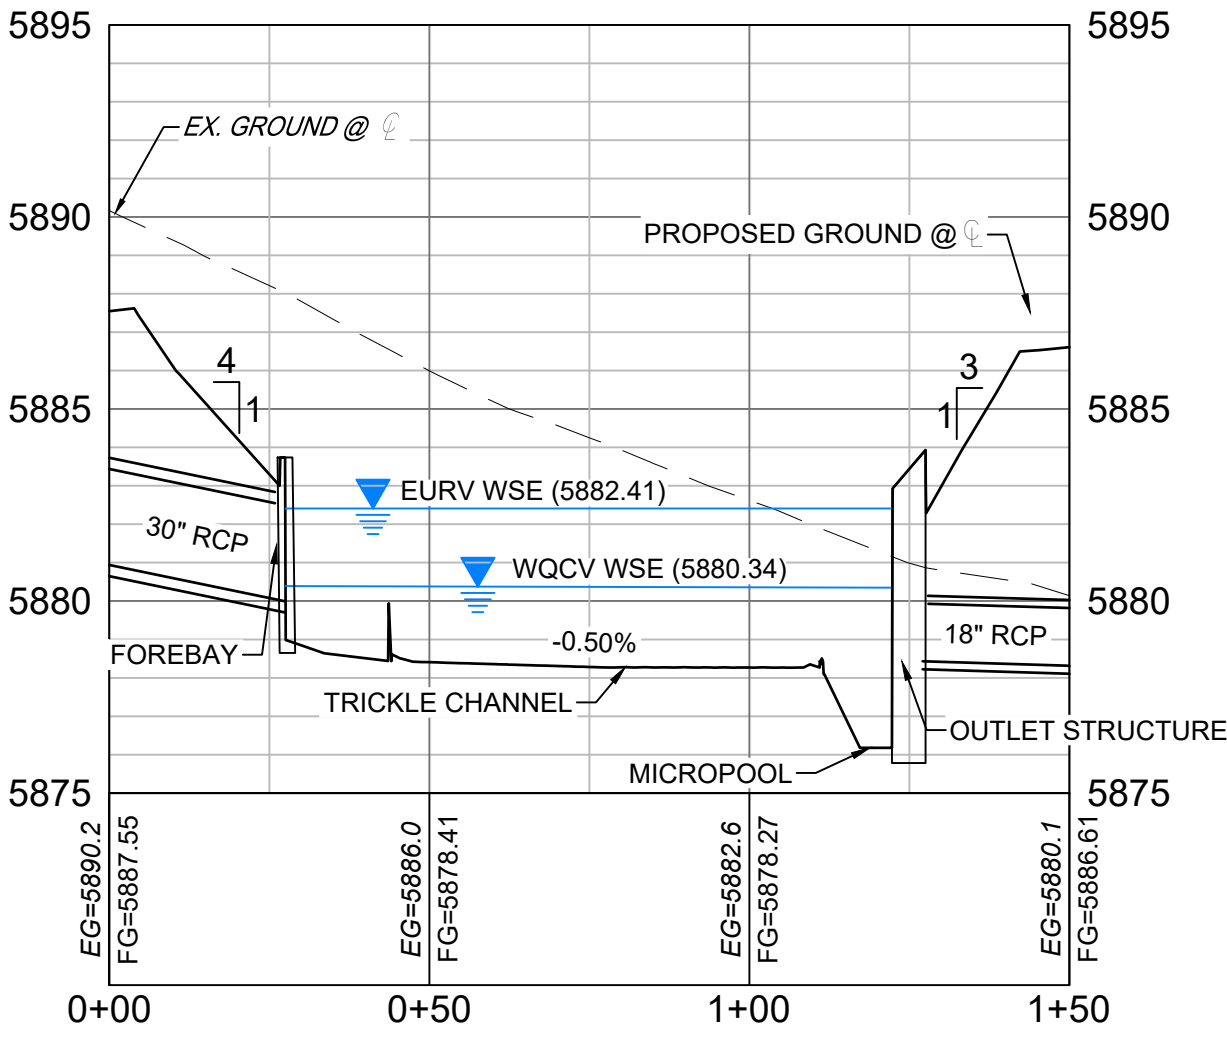 5895 5895
EX. GROUND @ ℄
5890 5890
PROPOSED GROUND @ ℄
4
1
3
1
5885 5885
EURV WSE (5882.41)
30" RCP
WQCV WSE (5880.34)
5880 5880
-0.50%
18" RCP
FOREBAY
TRICKLE CHANNEL
OUTLET STRUCTURE
MICROPOOL
5875 5875
EG=5890.2
FG=5887.55
EG=5886.0
FG=5878.41
EG=5882.6
FG=5878.27
EG=5880.1
FG=5886.61
0+00 0+50 1+00 1+50